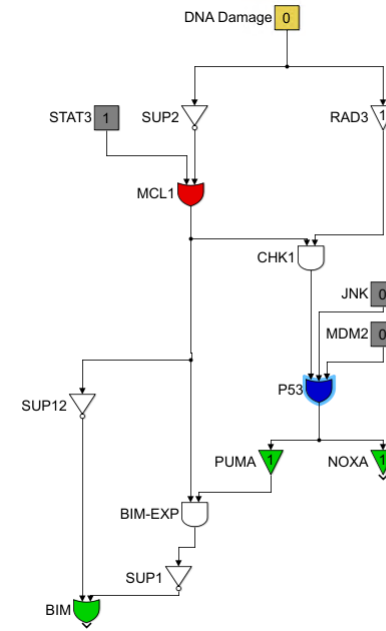 DNA Damage 0
STAT3 1 SUP2 RAD3 1
MCL1
CHK1
JNK 0
MDM2 0
P53
PUMA 1 NOXA 1
SUP12
BIM-EXP
SUP1
BIM